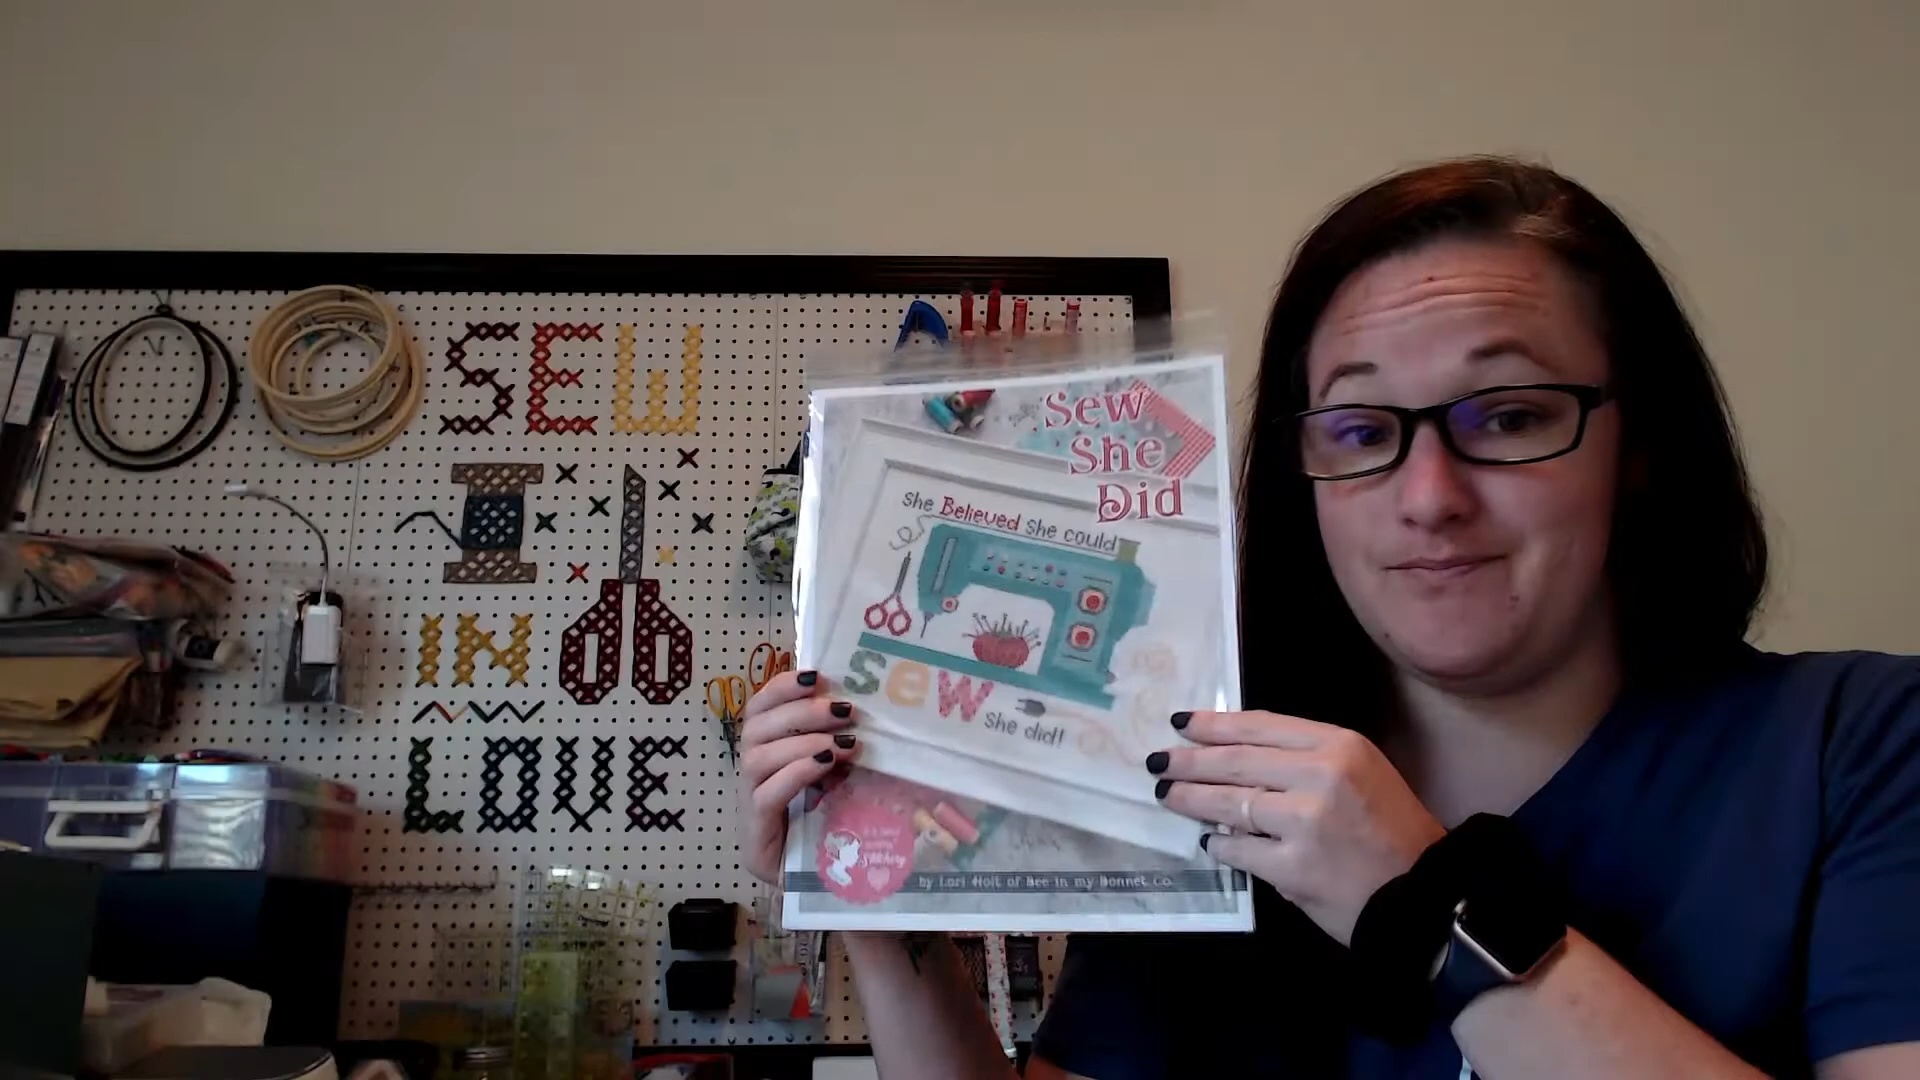 SEW
IN
LOVE
Sew
She
Did
she Believed she could
sew
she did!
Stitchery
by Lori Holt of Bee in my Bonnet Co.